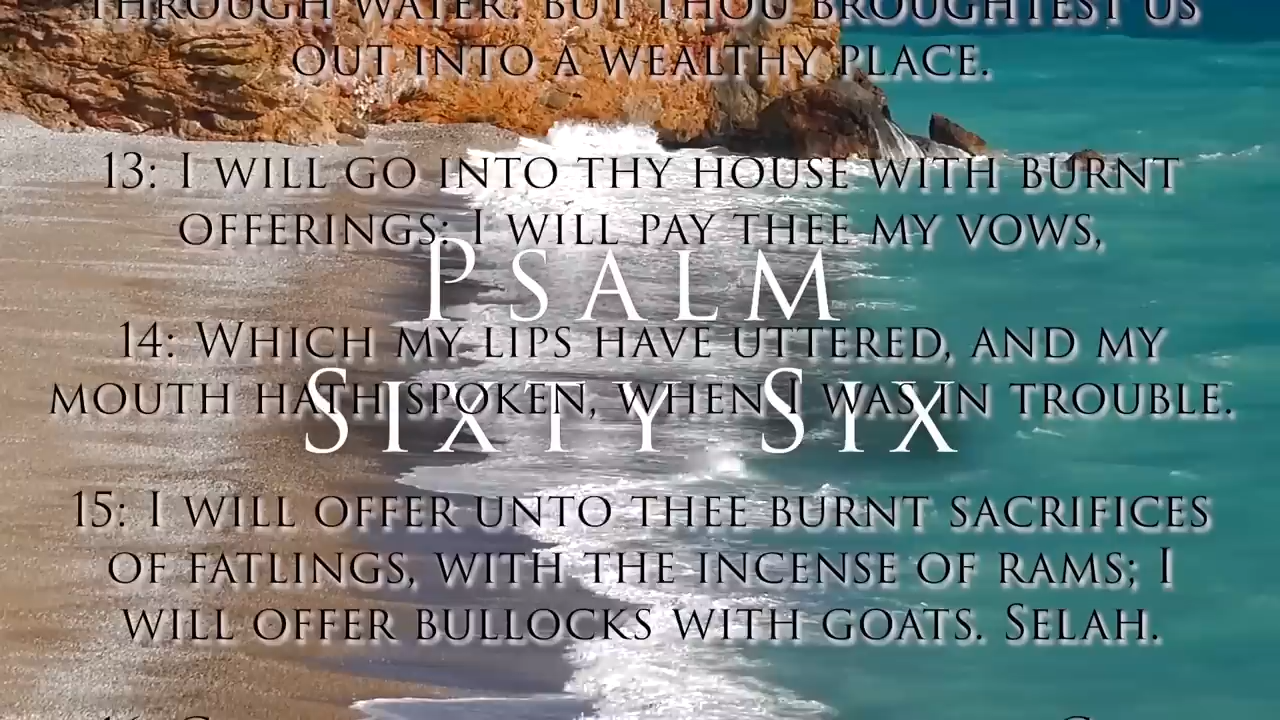 THROUGH WATER: BUT THOU BROUGHTEST US
OUT INTO A WEALTHY PLACE.
13: I WILL GO INTO THY HOUSE WITH BURNT
OFFERINGS: I WILL PAY THEE MY VOWS,
PSALM
14: WHICH MY LIPS HAVE UTTERED, AND MY
MOUTH HATH SPOKEN, WHEN I WAS IN TROUBLE.
SIXTY SIX
15: I WILL OFFER UNTO THEE BURNT SACRIFICES
OF FATLINGS, WITH THE INCENSE OF RAMS; I
WILL OFFER BULLOCKS WITH GOATS. SELAH.